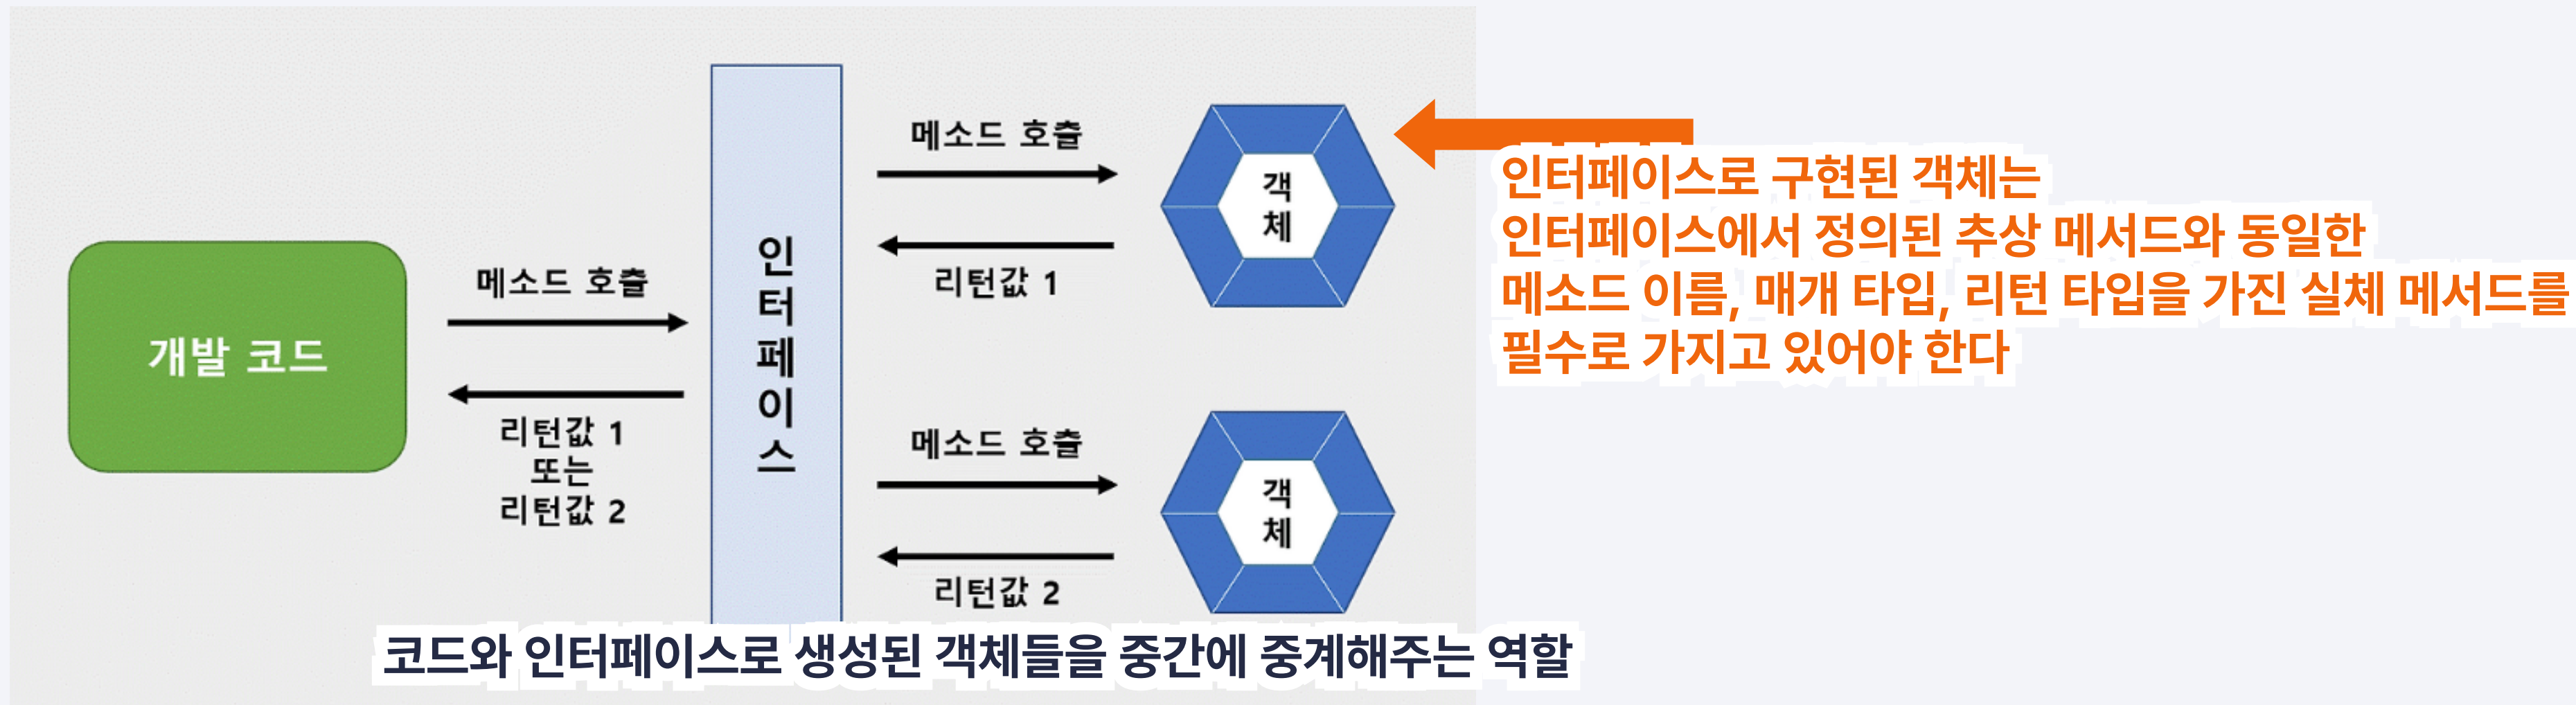 개발 코드
메소드 호출
리턴값 1
또는
리턴값 2
인
터
페
이
스
메소드 호출
리턴값 1
객
체
메소드 호출
리턴값 2
객
체
인터페이스로 구현된 객체는
인터페이스에서 정의된 추상 메서드와 동일한
메소드 이름, 매개 타입, 리턴 타입을 가진 실체 메서드를
필수로 가지고 있어야 한다
코드와 인터페이스로 생성된 객체들을 중간에 중계해주는 역할